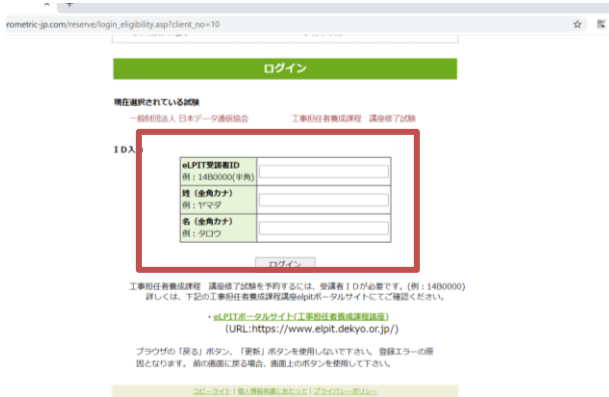 rometric-jp.com/reserve/login_eligibility.asp?client_no=10
ログイン
現在選択されている試験
一般財団法人 日本データ通信協会 工事担任者養成課程 講座修了試験
ＩＤ入
eLPIT受講者ID
例：14B0000(半角)
姓（全角カナ）
例：ヤマダ
名（全角カナ）
例：タロウ
ログイン
工事担任者養成課程 講座修了試験を予約するには、受講者ＩＤが必要です。(例：14B0000)
詳しくは、下記の工事担任者養成課程講座elpitポータルサイトにてご確認ください。
・eLPITポータルサイト(工事担任者養成課程講座)
(URL:https://www.elpit.dekyo.or.jp/)
ブラウザの「戻る」ボタン、「更新」ボタンを使用しないで下さい。 登録エラーの原
因となります。 前の画面に戻る場合、画面上のボタンを使用して下さい。
コピーライト | 個人情報保護にあたって | プライバシーポリシー